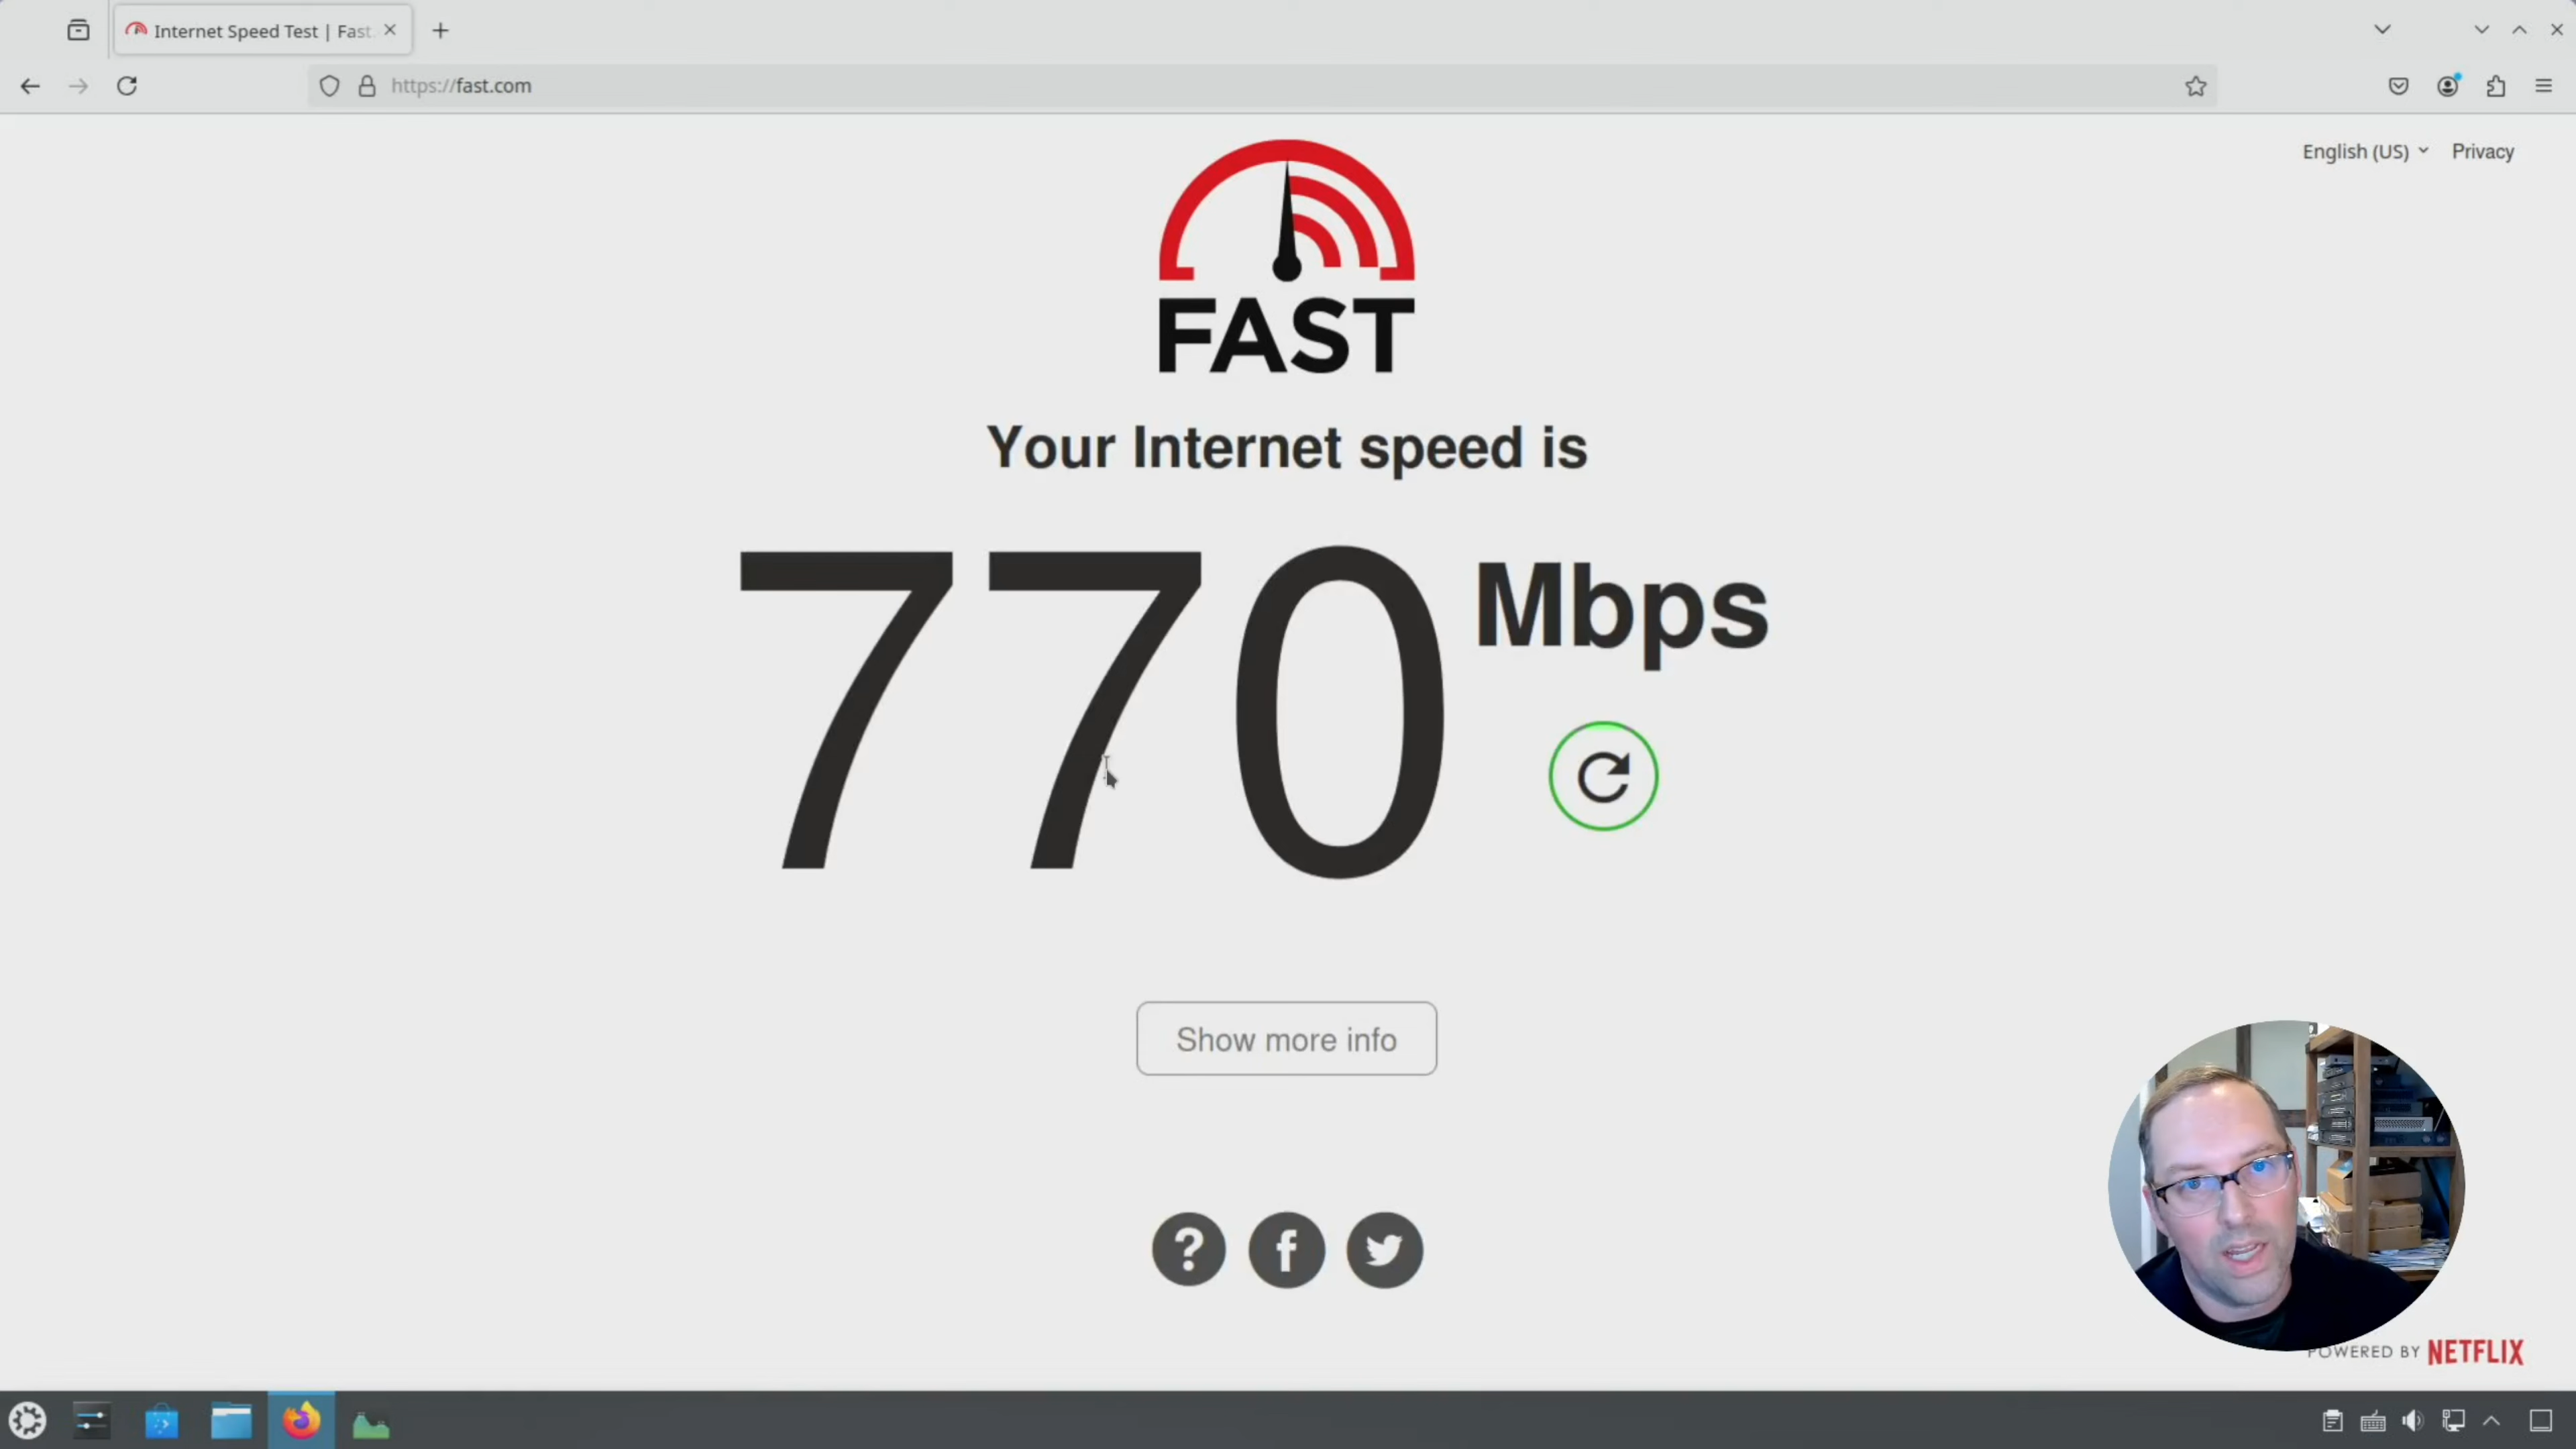 Internet Speed Test | Fast.
https://fast.com
English (US) Privacy
FAST
Your Internet speed is
770 Mbps
Show more info
POWERED BY NETFLIX